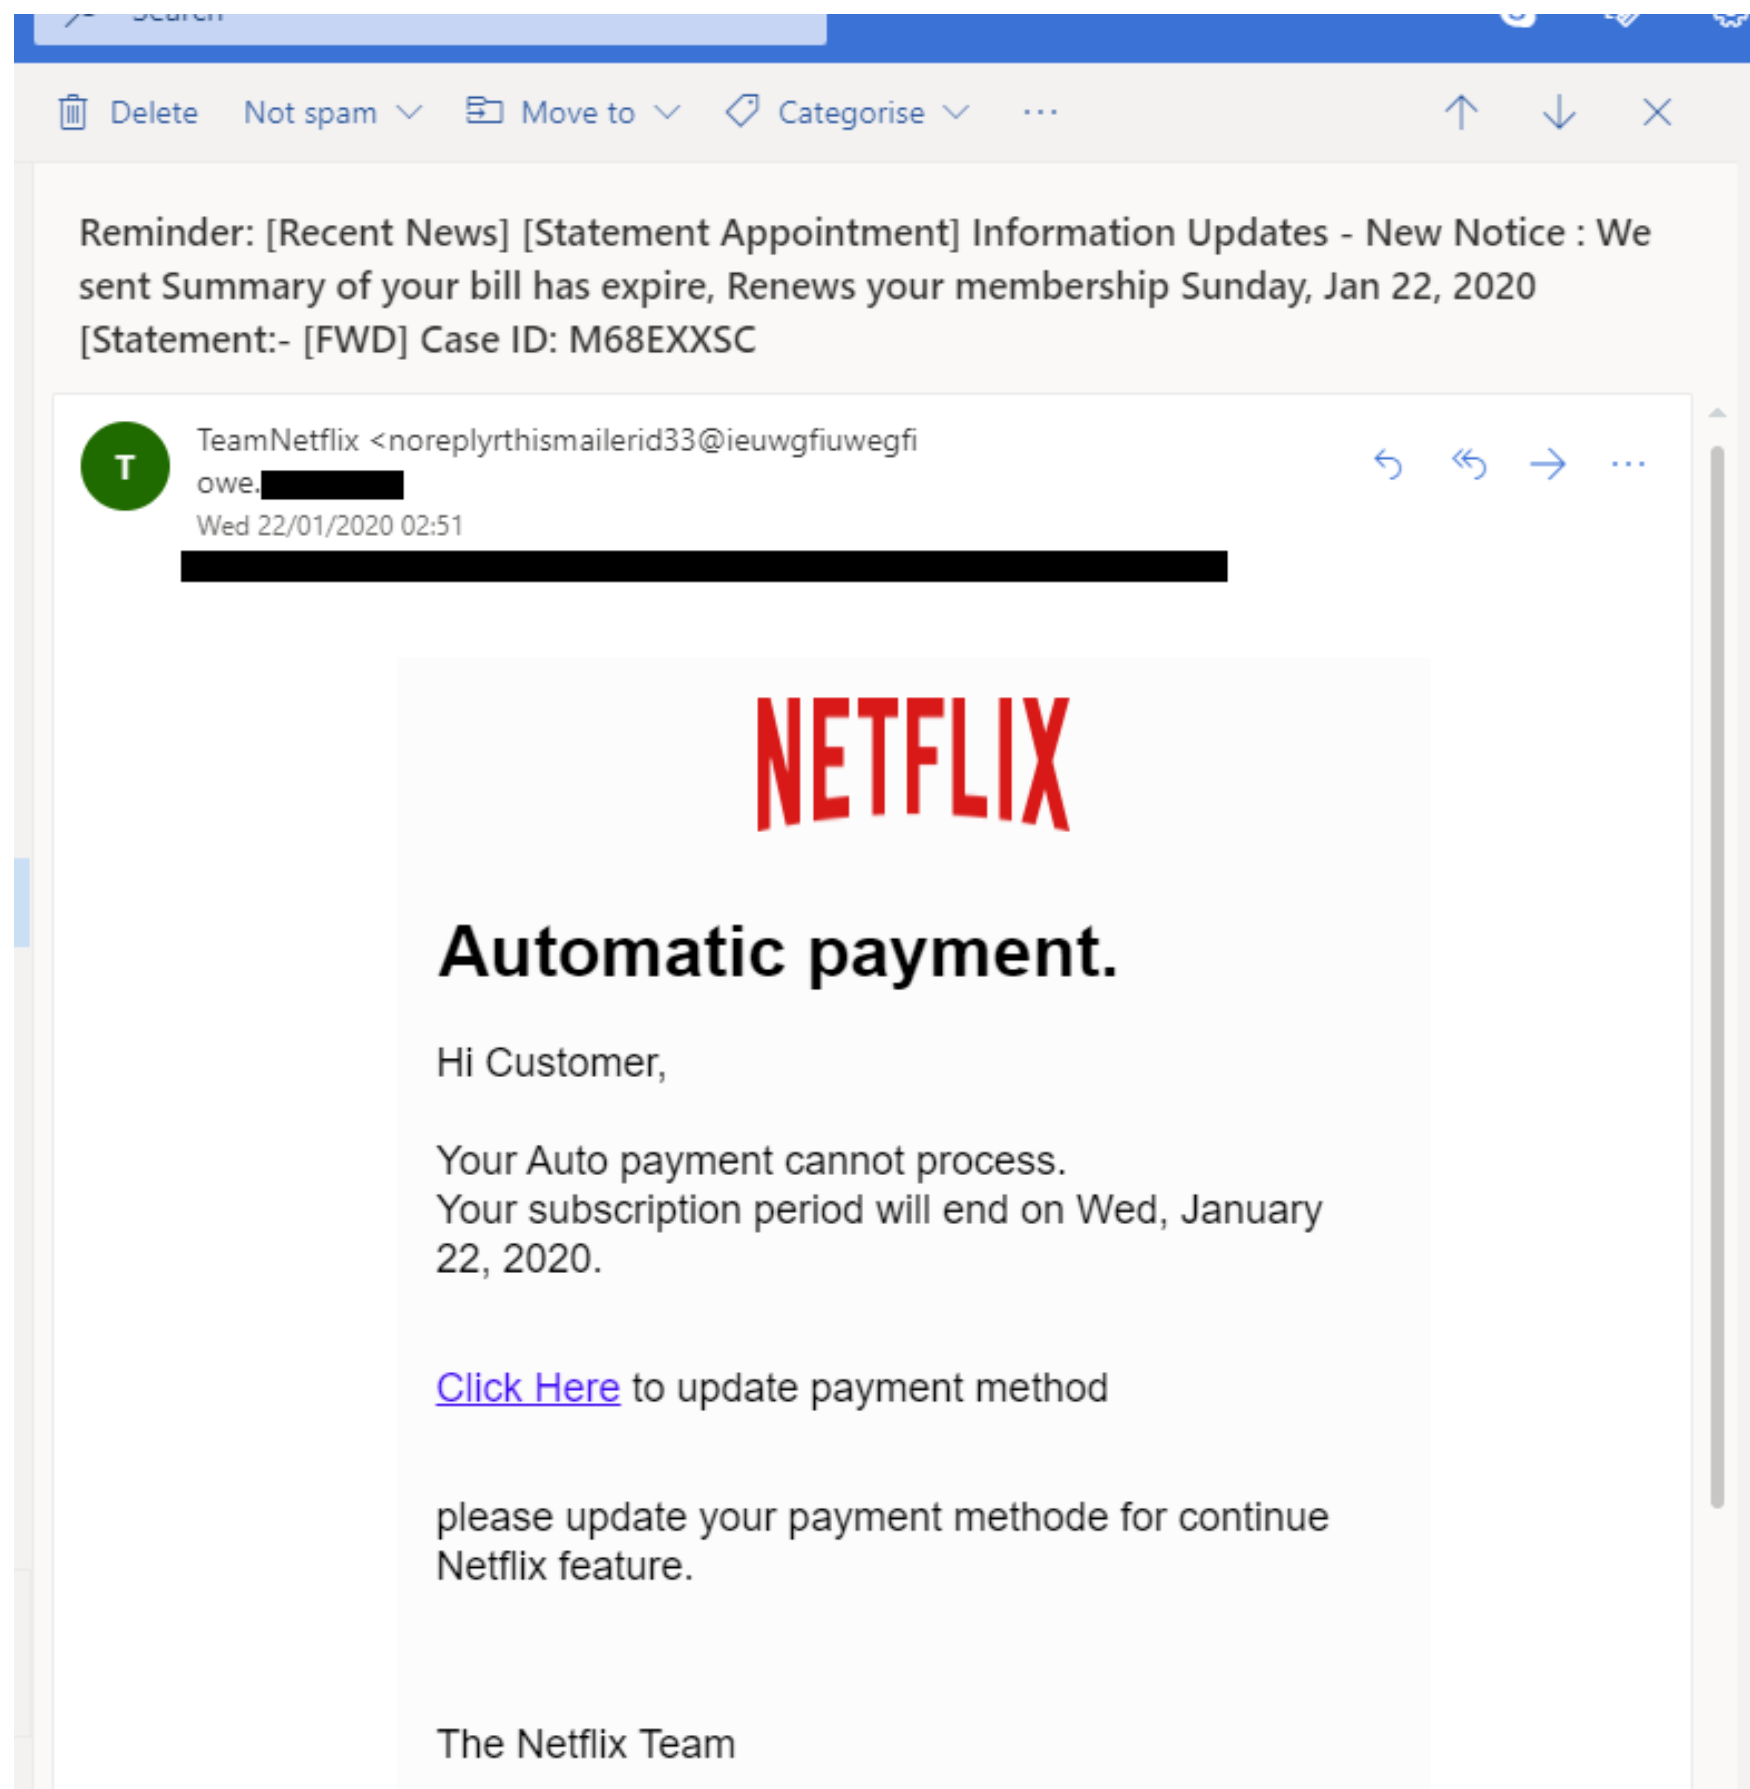 Search
Delete Not spam Move to Categorise
Reminder: [Recent News] [Statement Appointment] Information Updates - New Notice : We
sent Summary of your bill has expire, Renews your membership Sunday, Jan 22, 2020
[Statement:- [FWD] Case ID: M68EXXSC
T
TeamNetflix <noreplyrthismailerid33@ieuwgfiuwegfi
owe.
Wed 22/01/2020 02:51
NETFLIX
Automatic payment.
Hi Customer,
Your Auto payment cannot process.
Your subscription period will end on Wed, January
22, 2020.
Click Here to update payment method
please update your payment methode for continue
Netflix feature.
The Netflix Team